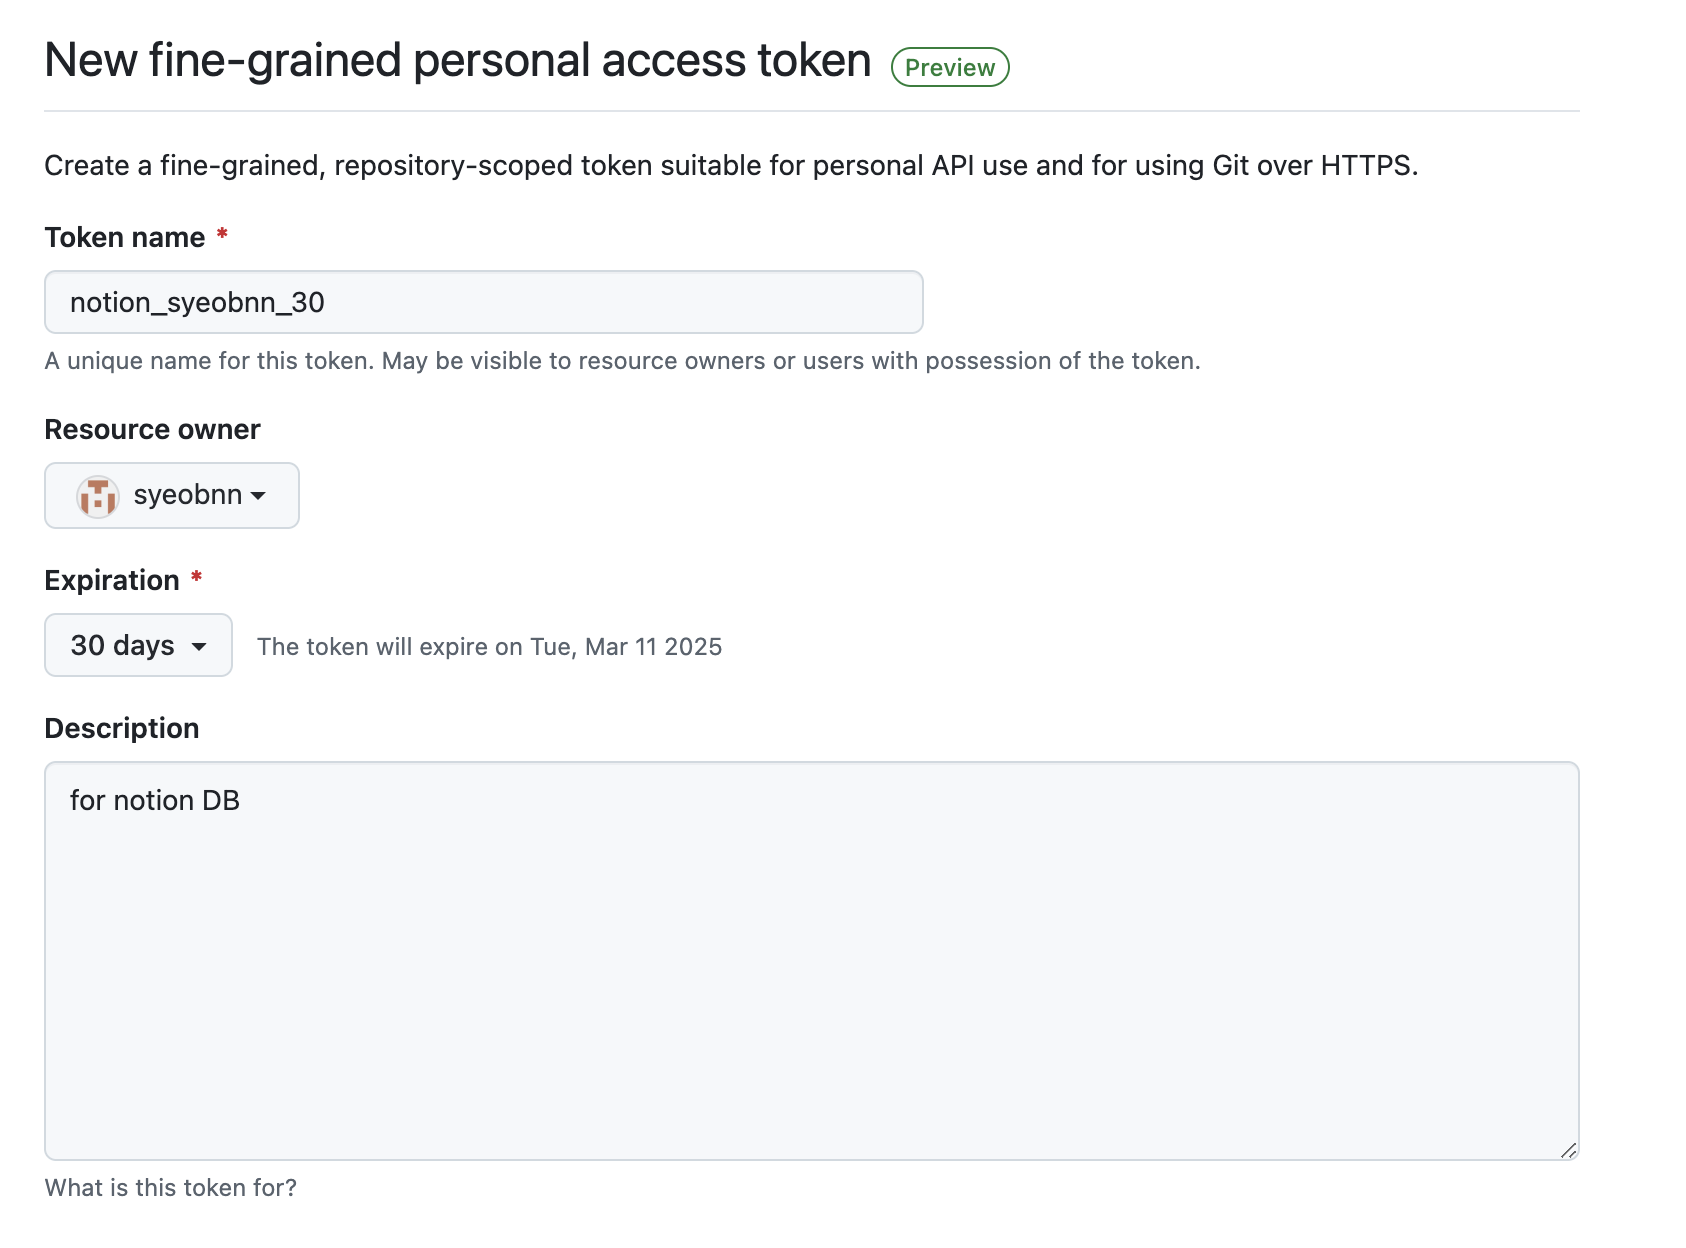 New fine-grained personal access token Preview
Create a fine-grained, repository-scoped token suitable for personal API use and for using Git over HTTPS.
Token name *
notion_syeobnn_30
A unique name for this token. May be visible to resource owners or users with possession of the token.
Resource owner
syeobnn
Expiration *
30 days The token will expire on Tue, Mar 11 2025
Description
for notion DB
What is this token for?